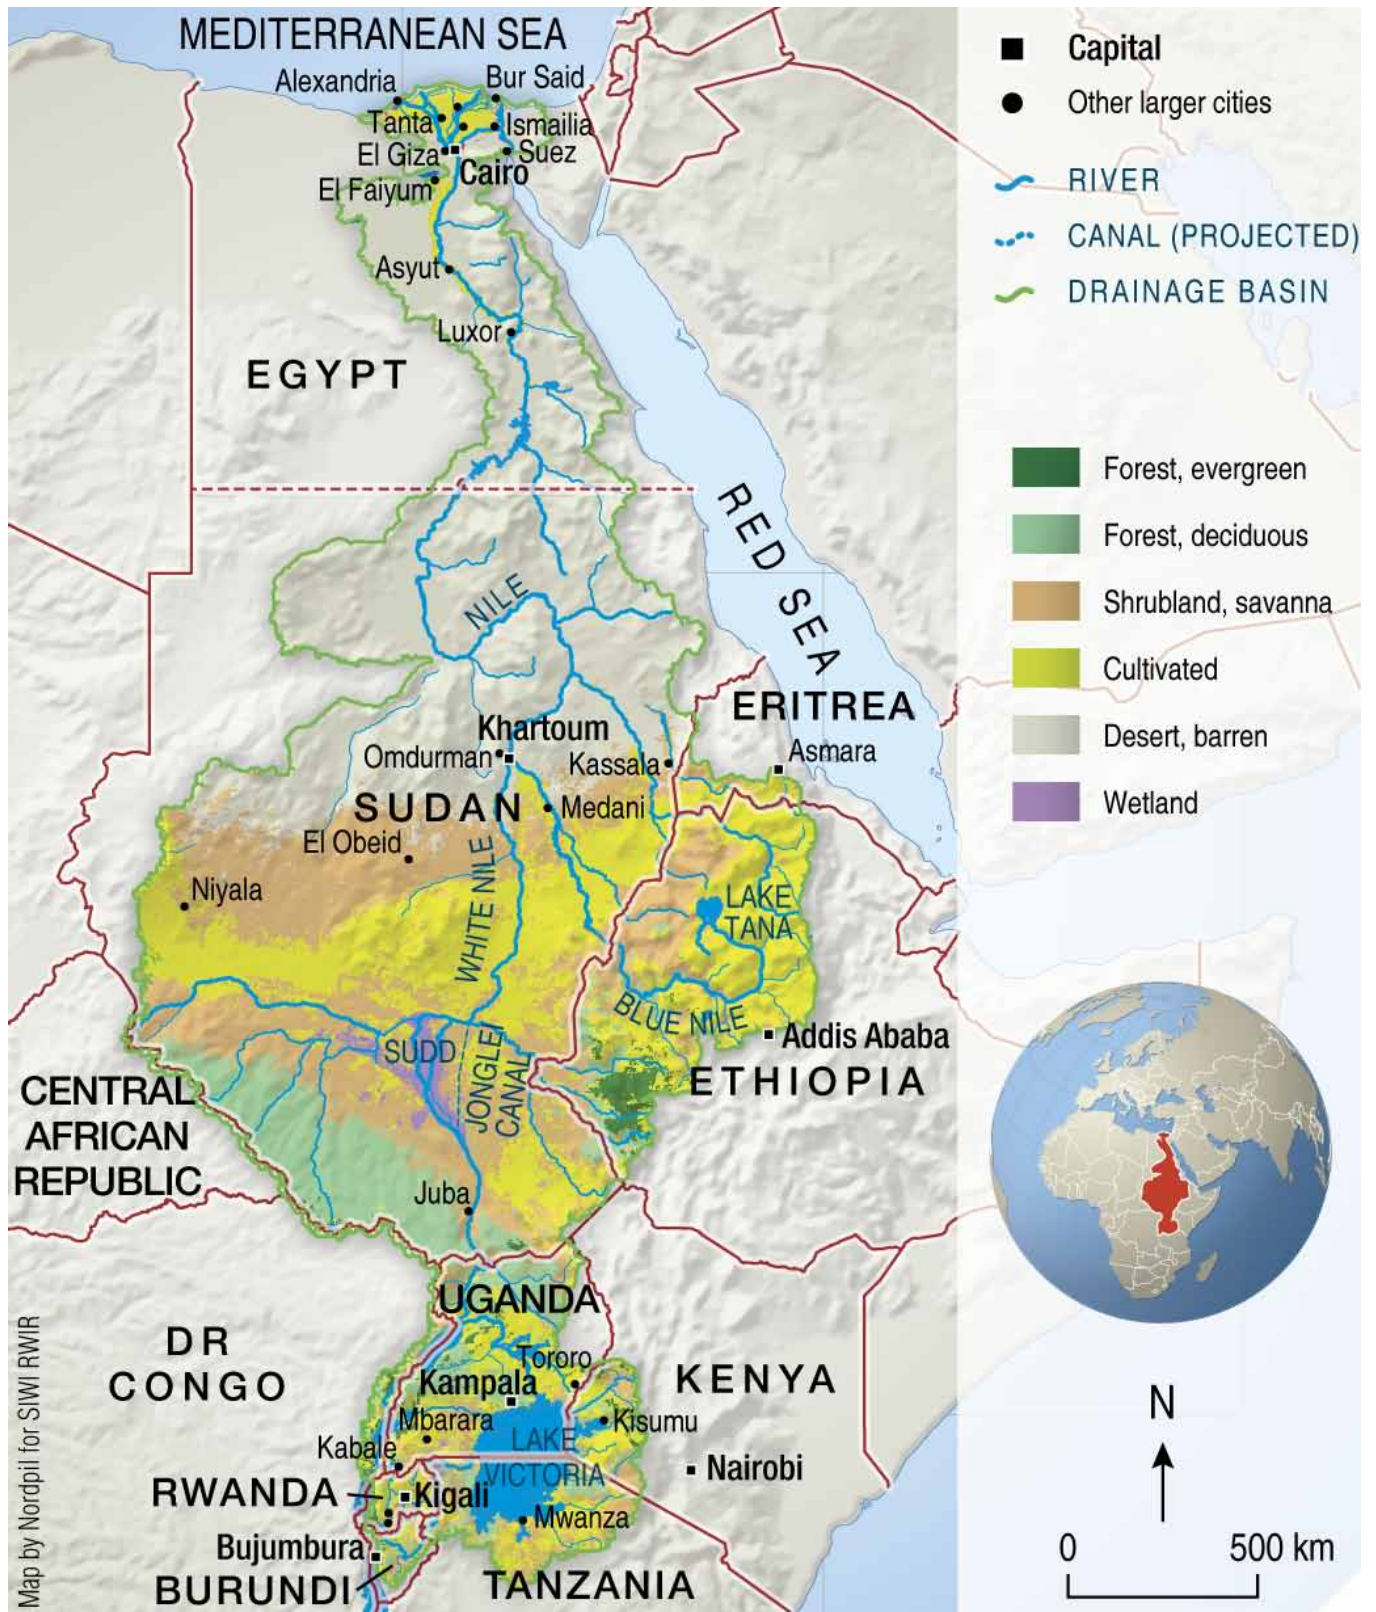 MEDITERRANEAN SEA
Alexandria
Bur Said
Tanta
Ismailia
El Giza
Suez
Cairo
El Faiyum
Asyut
Luxor
EGYPT
RED SEA
NILE
ERITREA
Khartoum
Asmara
Omdurman
Kassala
SUDAN
Medani
El Obeid
WHITE NILE
Niyala
LAKE
TANA
BLUE NILE
Addis Ababa
SUDD
JONGLEI
CANAL
ETHIOPIA
CENTRAL
AFRICAN
REPUBLIC
Juba
UGANDA
DR
CONGO
Tororo
Kampala
KENYA
Mbarara
Kisumu
Kabale
LAKE
VICTORIA
Nairobi
RWANDA
Kigali
Mwanza
Bujumbura
BURUNDI
TANZANIA
Map by Nordpil for SIWI RWIR
Capital
Other larger cities
RIVER
CANAL (PROJECTED)
DRAINAGE BASIN
Forest, evergreen
Forest, deciduous
Shrubland, savanna
Cultivated
Desert, barren
Wetland
N
0 500 km